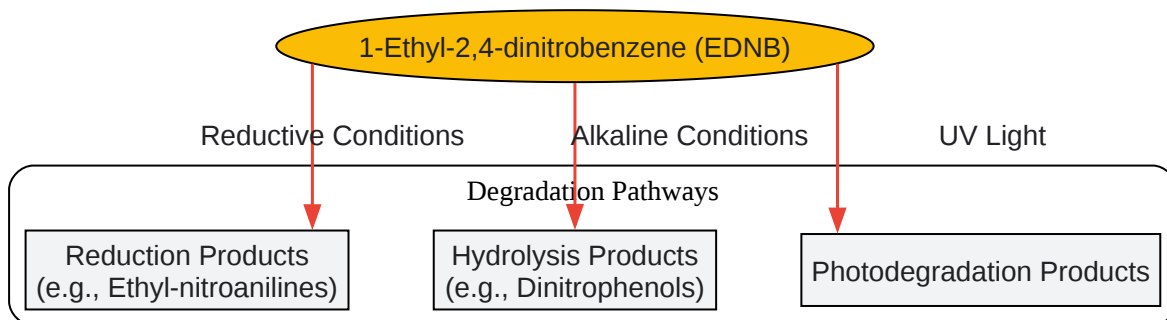 1-Ethyl-2,4-dinitrobenzene (EDNB)
Reductive Conditions
Alkaline Conditions
UV Light
Degradation Pathways
Reduction Products
(e.g., Ethyl-nitroanilines)
Hydrolysis Products
(e.g., Dinitrophenols)
Photodegradation Products